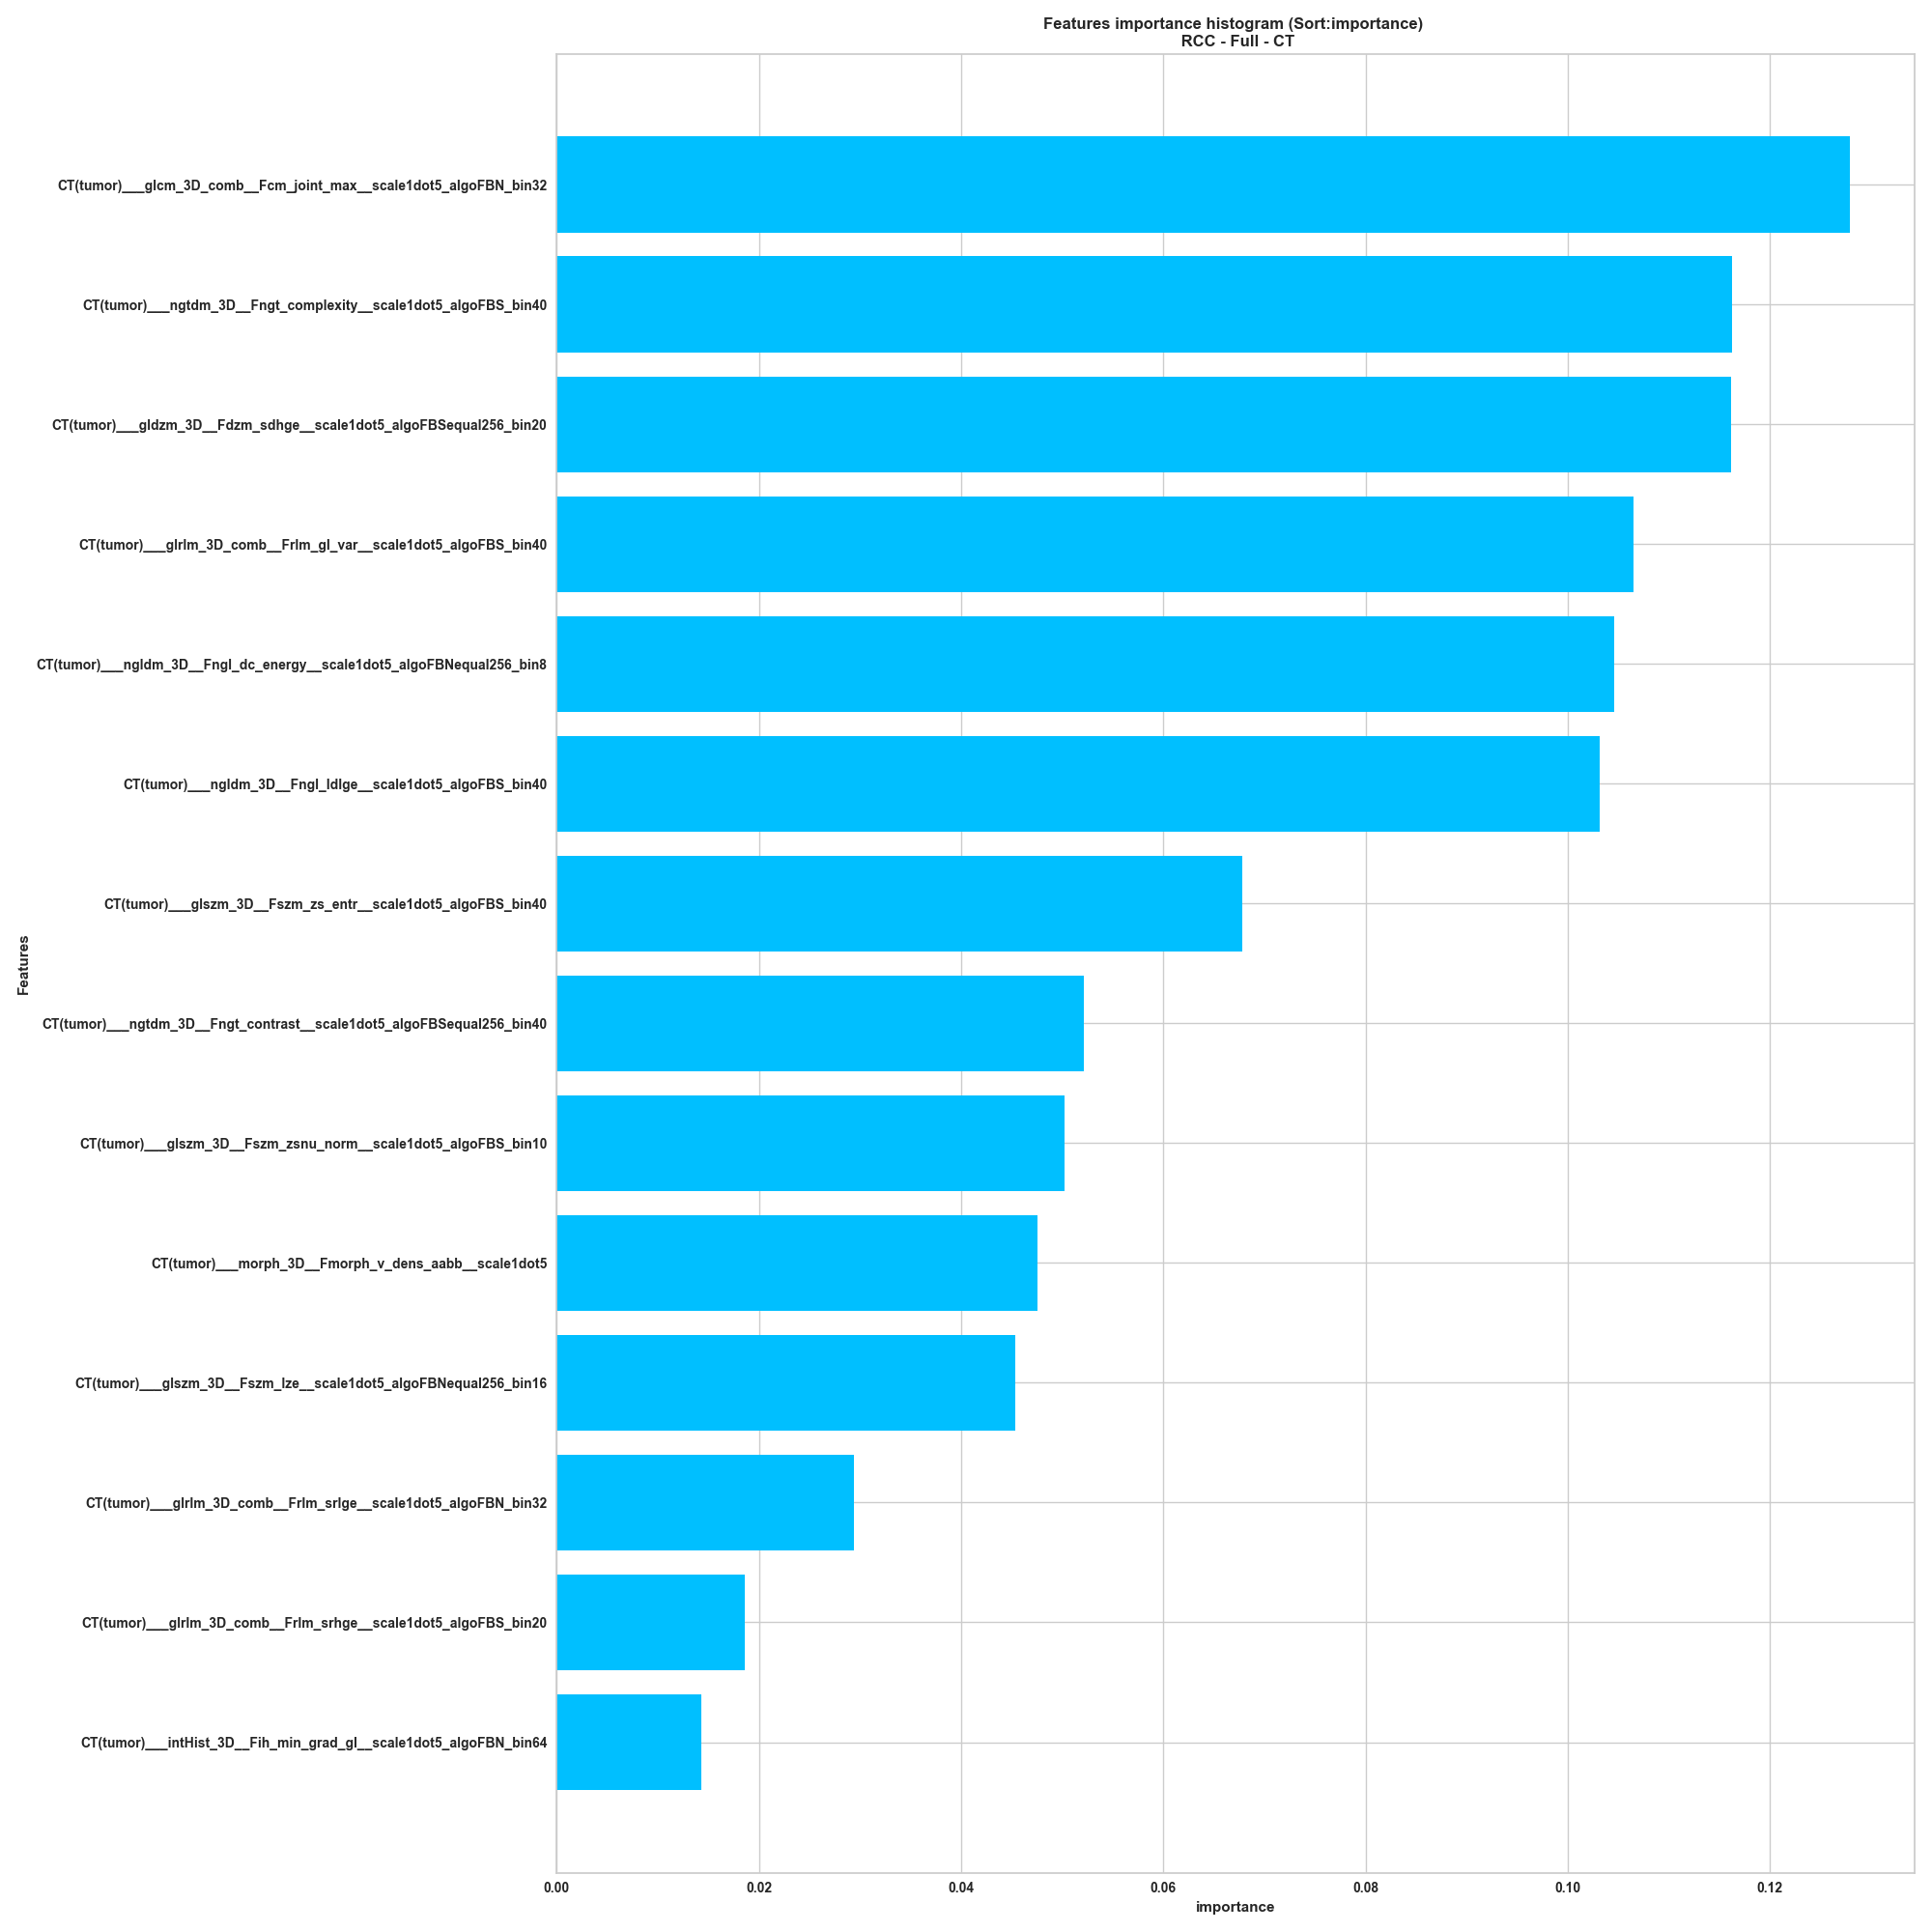 Features importance histogram (Sort:importance)
RCC - Full - CT
CT(tumor)___glcm_3D_comb__Fcm_joint_max__scale1dot5_algoFBN_bin32
CT(tumor)___ngtdm_3D__Fngt_complexity__scale1dot5_algoFBS_bin40
CT(tumor)___gldzm_3D__Fdzm_sdhge__scale1dot5_algoFBSequal256_bin20
CT(tumor)___glrlm_3D_comb__Frlm_gl_var__scale1dot5_algoFBS_bin40
CT(tumor)___ngldm_3D__Fngl_dc_energy__scale1dot5_algoFBNequal256_bin8
CT(tumor)___ngldm_3D__Fngl_ldlge__scale1dot5_algoFBS_bin40
CT(tumor)___glszm_3D__Fszm_zs_entr__scale1dot5_algoFBS_bin40
CT(tumor)___ngtdm_3D__Fngt_contrast__scale1dot5_algoFBSequal256_bin40
CT(tumor)___glszm_3D__Fszm_zsnu_norm__scale1dot5_algoFBS_bin10
CT(tumor)___morph_3D__Fmorph_v_dens_aabb__scale1dot5
CT(tumor)___glszm_3D__Fszm_lze__scale1dot5_algoFBNequal256_bin16
CT(tumor)___glrlm_3D_comb__Frlm_srlge__scale1dot5_algoFBN_bin32
CT(tumor)___glrlm_3D_comb__Frlm_srhge__scale1dot5_algoFBS_bin20
CT(tumor)___intHist_3D__Fih_min_grad_gl__scale1dot5_algoFBN_bin64
Features
0.00 0.02 0.04 0.06 0.08 0.10 0.12
importance